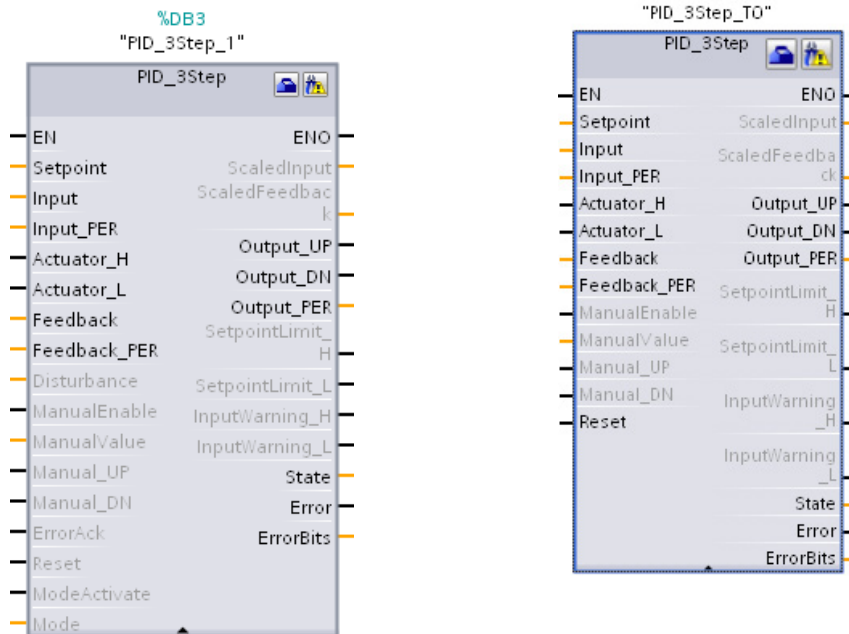 %DB3
"PID_3Step_1"
PID_3Step
EN
ENO
Setpoint
ScaledInput
Input
ScaledFeedbac
k
Input_PER
Output_UP
Actuator_H
Output_DN
Actuator_L
Output_PER
Feedback
SetpointLimit_
H
Feedback_PER
Disturbance
SetpointLimit_L
ManualEnable
InputWarning_H
ManualValue
InputWarning_L
Manual_UP
State
Manual_DN
Error
ErrorAck
ErrorBits
Reset
ModeActivate
Mode
"PID_3Step_TO"
PID_3Step
EN
ENO
Setpoint
ScaledInput
Input
ScaledFeedba
ck
Input_PER
Actuator_H
Output_UP
Actuator_L
Output_DN
Feedback
Output_PER
Feedback_PER
SetpointLimit_
H
ManualEnable
ManualValue
SetpointLimit_
L
Manual_UP
Manual_DN
InputWarning
_H
Reset
InputWarning
_L
State
Error
ErrorBits